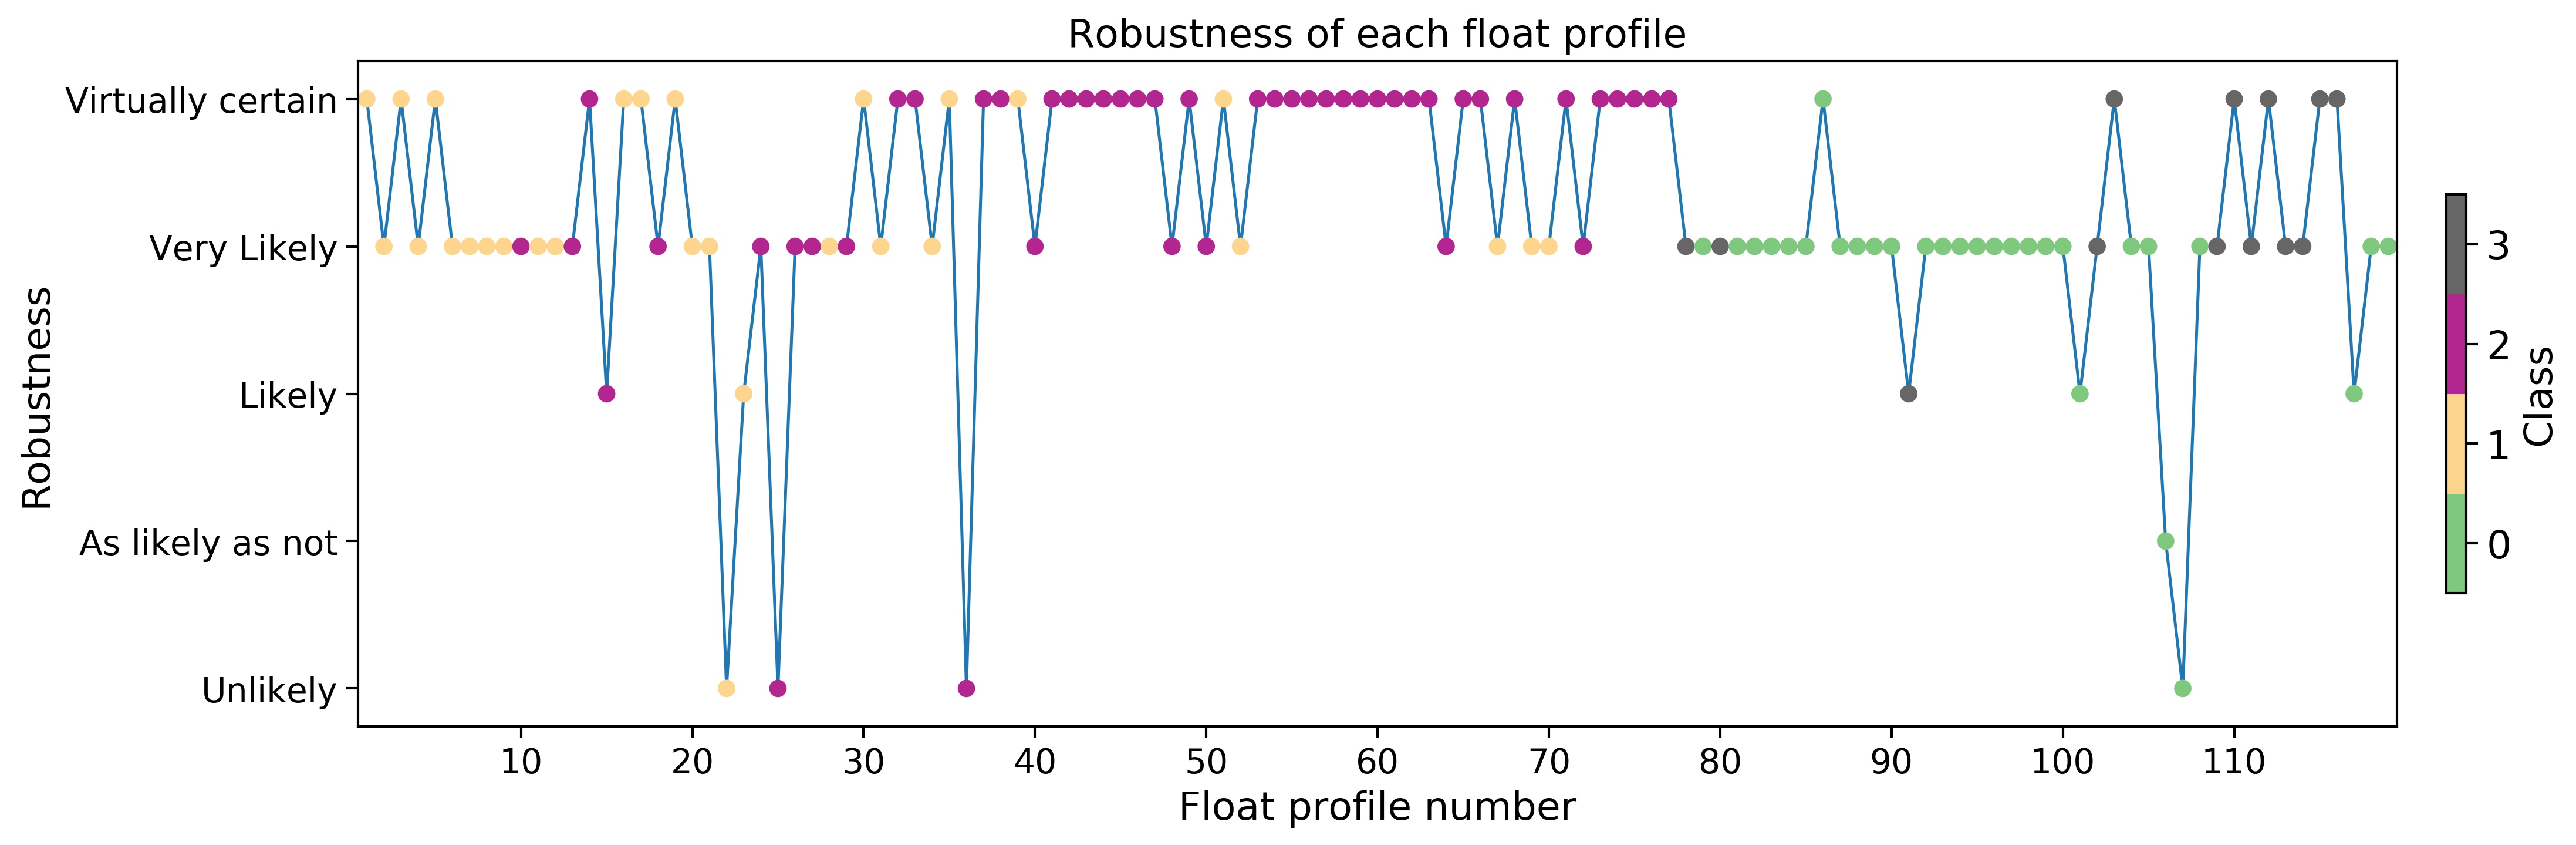 Robustness of each float profile
Virtually certain
Very Likely
Likely
As likely as not
Unlikely
Robustness
10 20 30 40 50 60 70 80 90 100 110
Float profile number
3
2
1
0
Class